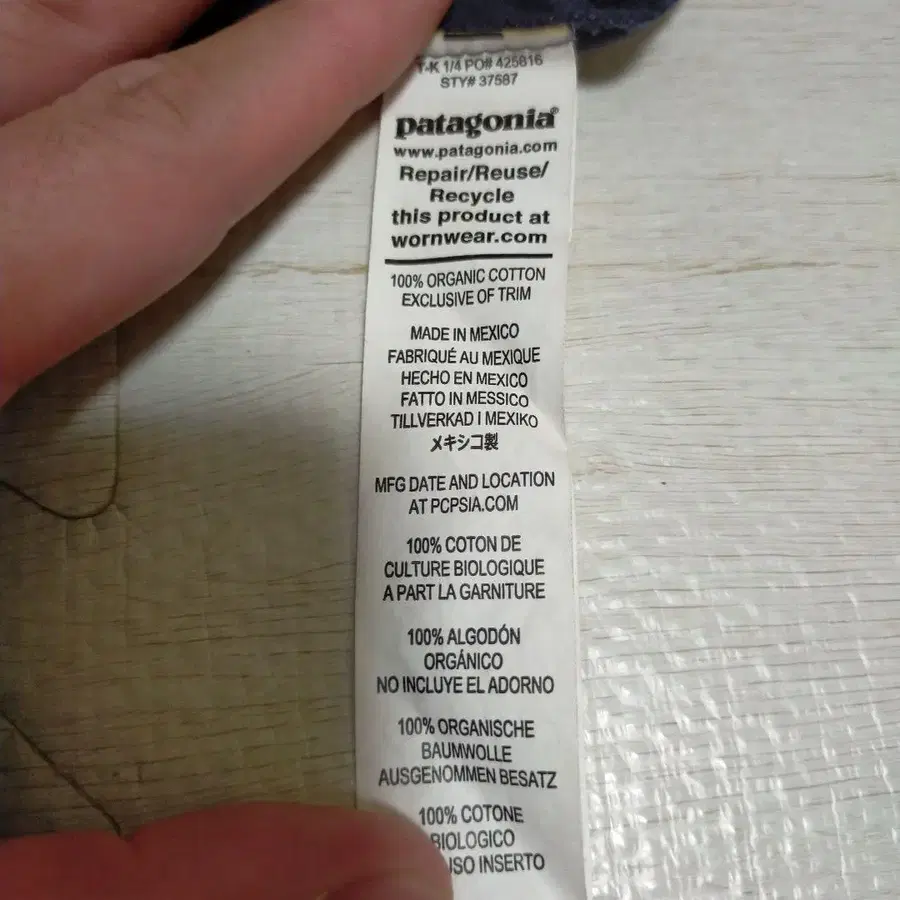 T-K 1/4 PO# 425816
STY# 37587
patagonia®
www.patagonia.com
Repair/Reuse/
Recycle
this product at
wornwear.com
100% ORGANIC COTTON
EXCLUSIVE OF TRIM
MADE IN MEXICO
FABRIQUÉ AU MEXIQUE
HECHO EN MEXICO
FATTO IN MESSICO
TILLVERKAD I MEXIKO
メキシコ製
MFG DATE AND LOCATION
AT PCPSIA.COM
100% COTON DE
CULTURE BIOLOGIQUE
A PART LA GARNITURE
100% ALGODÓN
ORGÁNICO
NO INCLUYE EL ADORNO
100% ORGANISCHE
BAUMWOLLE
AUSGENOMMEN BESATZ
100% COTONE
BIOLOGICO
INSERTO